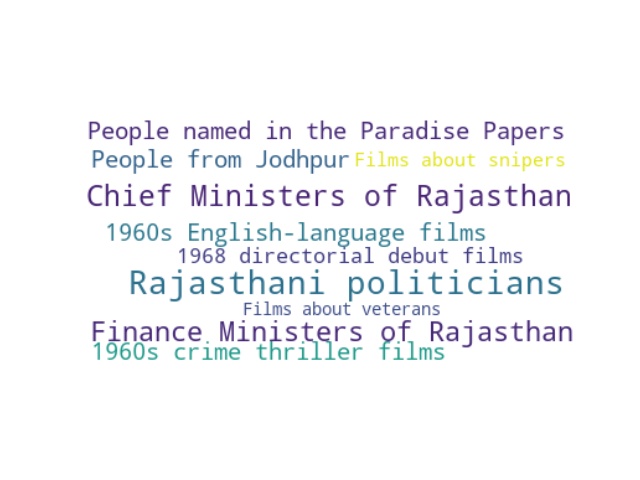 People named in the Paradise Papers
People from Jodhpur Films about snipers
Chief Ministers of Rajasthan
1960s English-language films
1968 directorial debut films
Rajasthani politicians
Films about veterans
Finance Ministers of Rajasthan
1960s crime thriller films